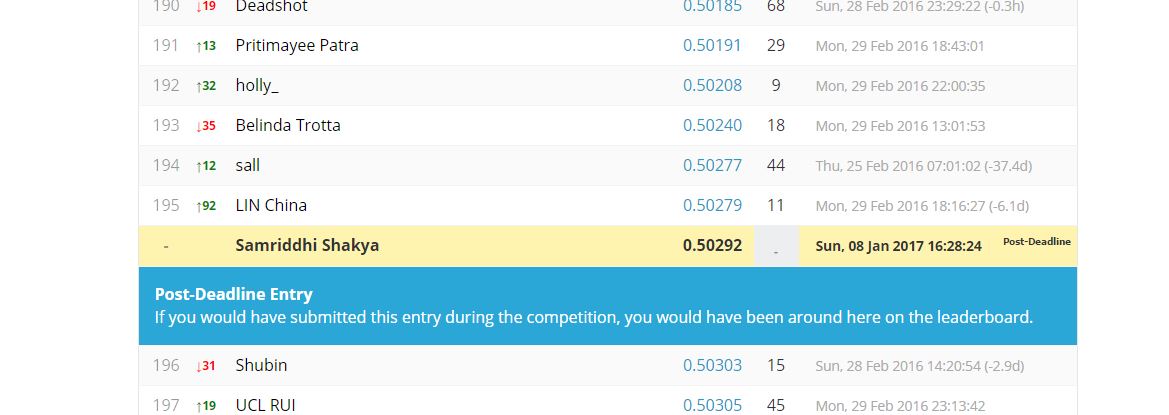 190 ↓19 Deadshot 0.50185 68 Sun, 28 Feb 2016 23:29:22 (-0.3h)
191 ↑13 Pritimayee Patra 0.50191 29 Mon, 29 Feb 2016 18:43:01
192 ↑32 holly_ 0.50208 9 Mon, 29 Feb 2016 22:00:35
193 ↓35 Belinda Trotta 0.50240 18 Mon, 29 Feb 2016 13:01:53
194 ↑12 sall 0.50277 44 Thu, 25 Feb 2016 07:01:02 (-37.4d)
195 ↑92 LIN China 0.50279 11 Mon, 29 Feb 2016 18:16:27 (-6.1d)
- Samriddhi Shakya 0.50292 - Sun, 08 Jan 2017 16:28:24 Post-Deadline
Post-Deadline Entry
If you would have submitted this entry during the competition, you would have been around here on the leaderboard.
196 ↓31 Shubin 0.50303 15 Sun, 28 Feb 2016 14:20:54 (-2.9d)
197 ↑19 UCL RUI 0.50305 45 Mon, 29 Feb 2016 23:13:42